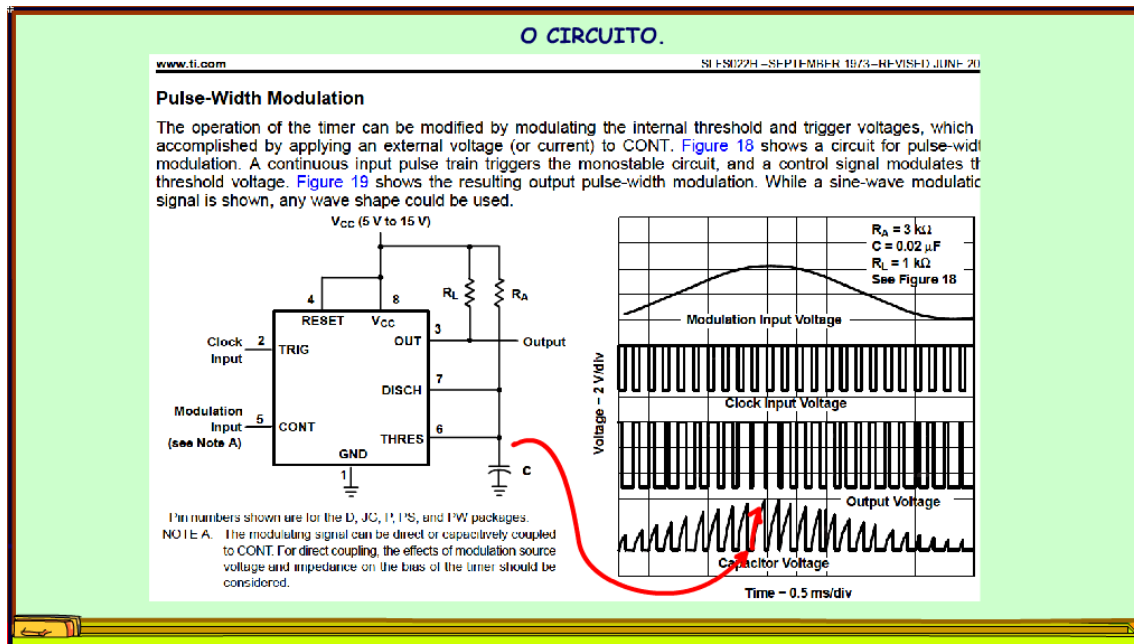 O CIRCUITO.
www.ti.com
SLFS022H –SEPTEMBER 1973–REVISED JUNE 20
Pulse-Width Modulation
The operation of the timer can be modified by modulating the internal threshold and trigger voltages, which
accomplished by applying an external voltage (or current) to CONT. Figure 18 shows a circuit for pulse-widt
modulation. A continuous input pulse train triggers the monostable circuit, and a control signal modulates th
threshold voltage. Figure 19 shows the resulting output pulse-width modulation. While a sine-wave modulatio
signal is shown, any wave shape could be used.
VCC (5 V to 15 V)
RL
RA
4
8
RESET
VCC
3
OUT
Output
Clock
Input
2
TRIG
7
DISCH
Modulation
Input
(see Note A)
5
CONT
6
THRES
GND
1
C
Pin numbers shown are for the D, JG, P, PS, and PW packages.
NOTE A: The modulating signal can be direct or capacitively coupled
to CONT. For direct coupling, the effects of modulation source
voltage and impedance on the bias of the timer should be
considered.
RA = 3 kΩ
C = 0.02 µF
RL = 1 kΩ
See Figure 18
Modulation Input Voltage
Voltage – 2 V/div
Clock Input Voltage
Output Voltage
Capacitor Voltage
Time – 0.5 ms/div